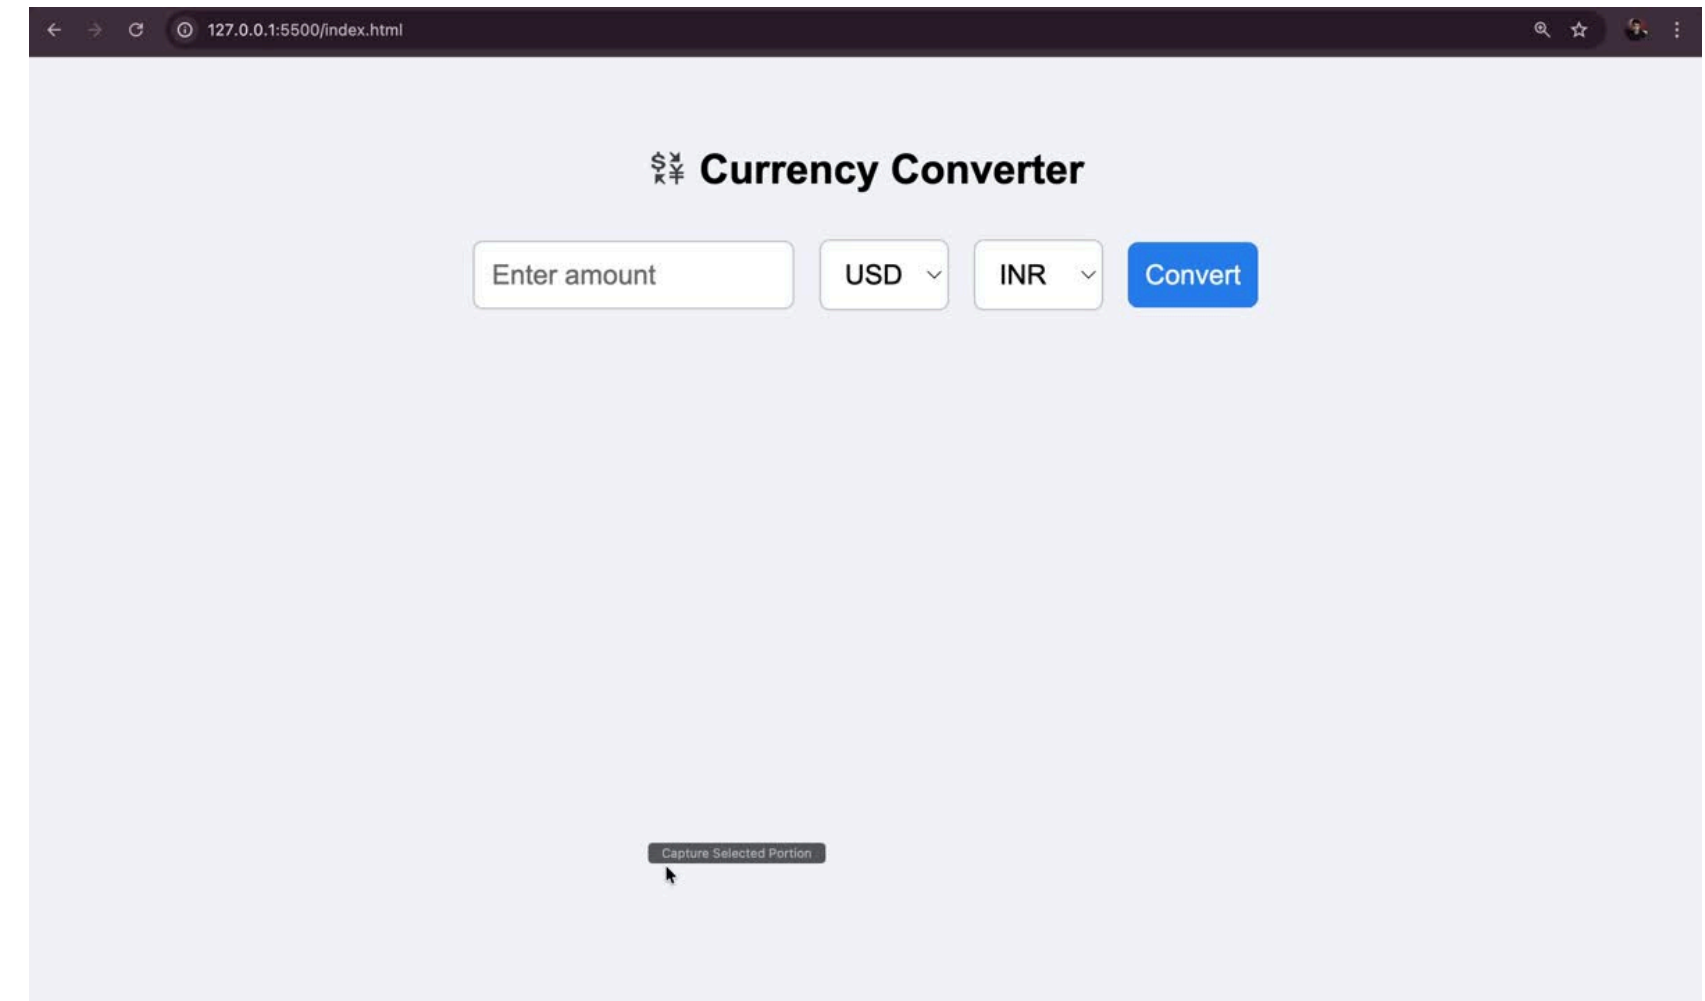 127.0.0.1:5500/index.html
💱 Currency Converter
Enter amount USD INR Convert
Capture Selected Portion